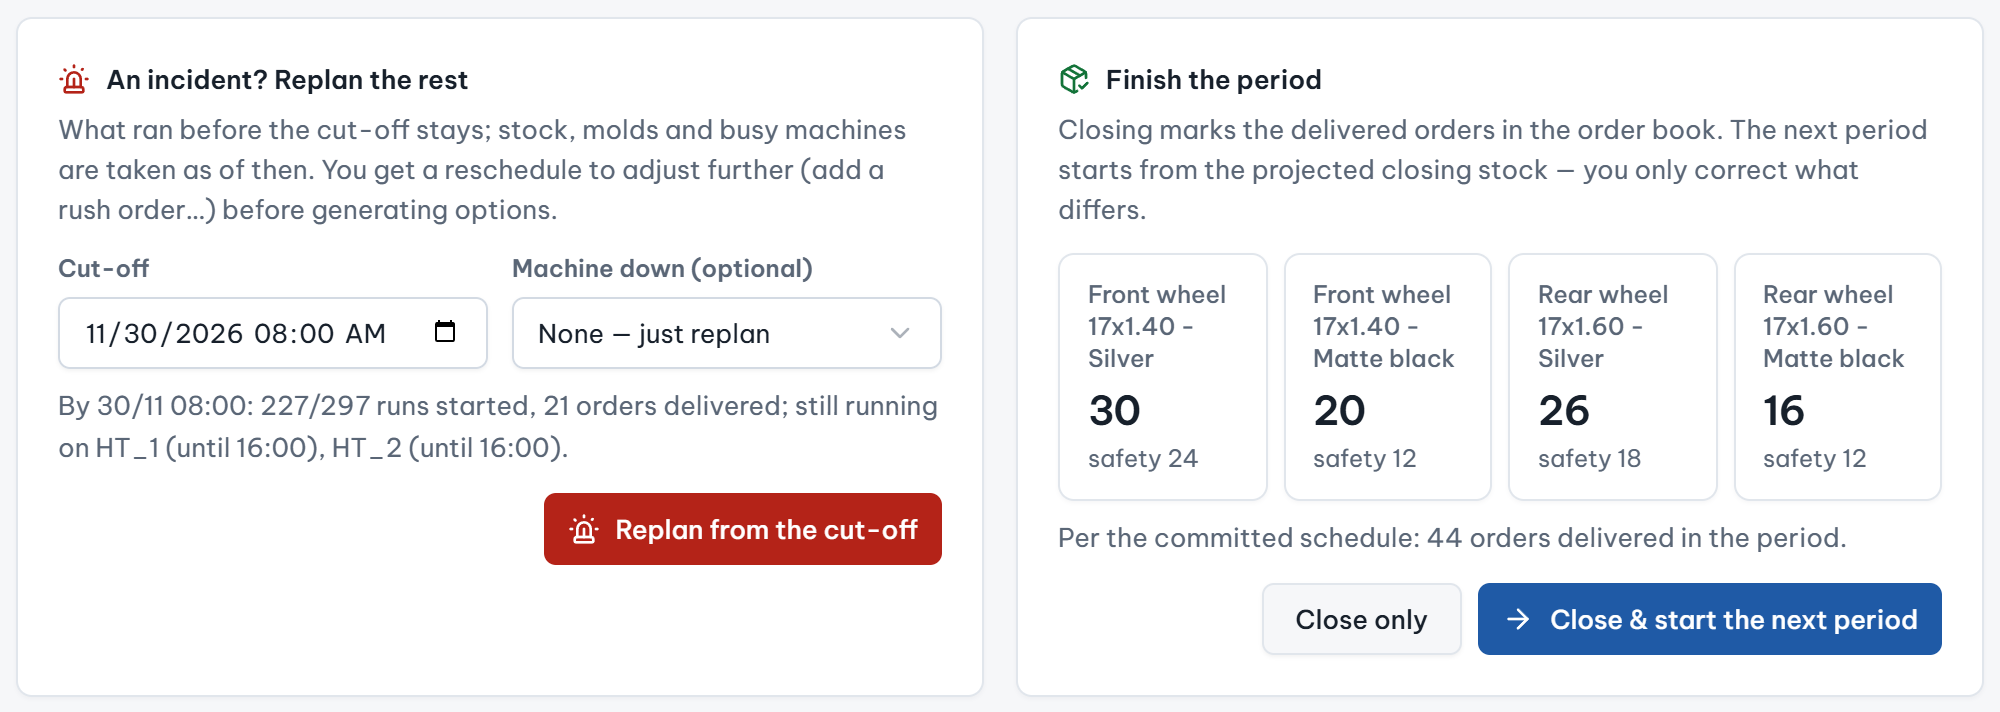 An incident? Replan the rest
What ran before the cut-off stays; stock, molds and busy machines
are taken as of then. You get a reschedule to adjust further (add a
rush order...) before generating options.
Cut-off
Machine down (optional)
11/30/2026 08:00 AM
None – just replan
By 30/11 08:00: 227/297 runs started, 21 orders delivered; still running
on HT_1 (until 16:00), HT_2 (until 16:00).
Replan from the cut-off
Finish the period
Closing marks the delivered orders in the order book. The next period
starts from the projected closing stock — you only correct what
differs.
Front wheel
17x1.40 -
Silver
30
safety 24
Front wheel
17x1.40 -
Matte black
20
safety 12
Rear wheel
17x1.60 -
Silver
26
safety 18
Rear wheel
17x1.60 -
Matte black
16
safety 12
Per the committed schedule: 44 orders delivered in the period.
Close only
Close & start the next period